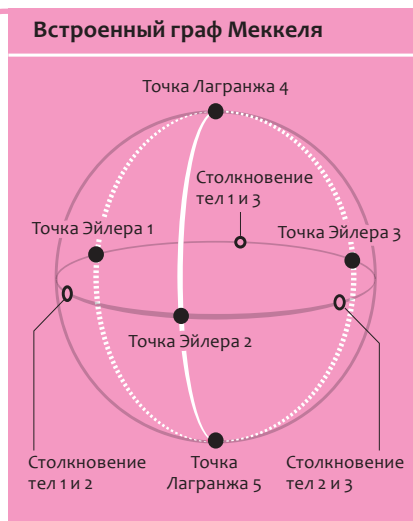 Встроенный граф Меккеля
Точка Лагранжа 4
Столкновение
тел 1 и 3
Точка Эйлера 1
Точка Эйлера 3
Точка Эйлера 2
Столкновение
тел 1 и 2
Точка
Лагранжа 5
Столкновение
тел 2 и 3